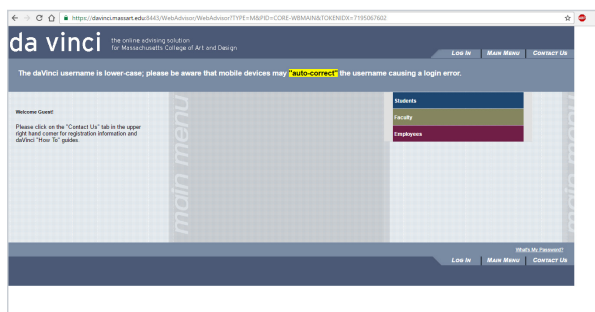 https://davinci.massart.edu:8443/WebAdvisor/WebAdvisor?TYPE=M&PID=CORE-WBMAIN&TOKENIDX=7195067602
da vinci
the online advising solution
for Massachusetts College of Art and Design
LOG IN MAIN MENU CONTACT US
The daVinci username is lower-case; please be aware that mobile devices may "auto-correct" the username causing a login error.
main menu
main menu
Students
Faculty
Employees
Welcome Guest!
Please click on the "Contact Us" tab in the upper
right hand corner for registration information and
daVinci "How To" guides.
What's My Password?
LOG IN MAIN MENU CONTACT US